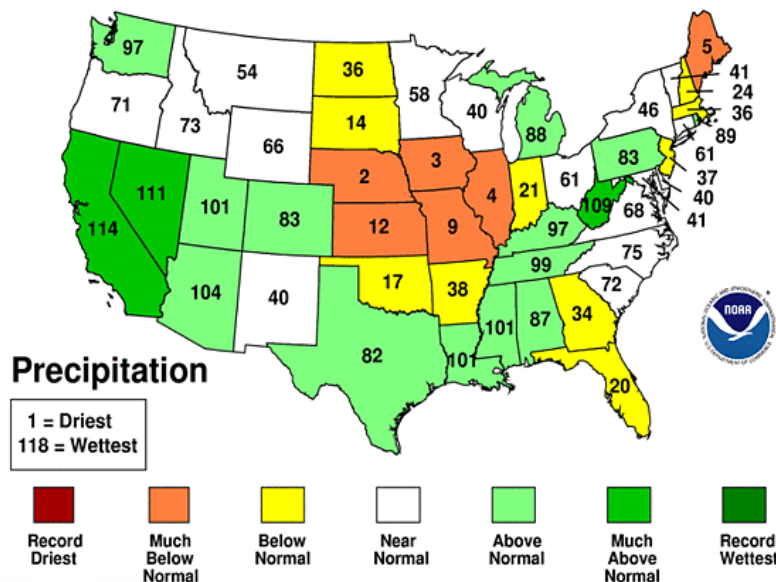 97
54
36
58
5
41
24
36
89
61
37
40
41
71
73
66
14
40
88
46
83
111
114
101
83
2
3
4
21
61
109
68
12
9
97
75
104
40
17
38
99
72
82
101
101
87
34
20
NOAA
Precipitation
1 = Driest
118 = Wettest
Record
Driest
Much
Below
Normal
Below
Normal
Near
Normal
Above
Normal
Much
Above
Normal
Record
Wettest